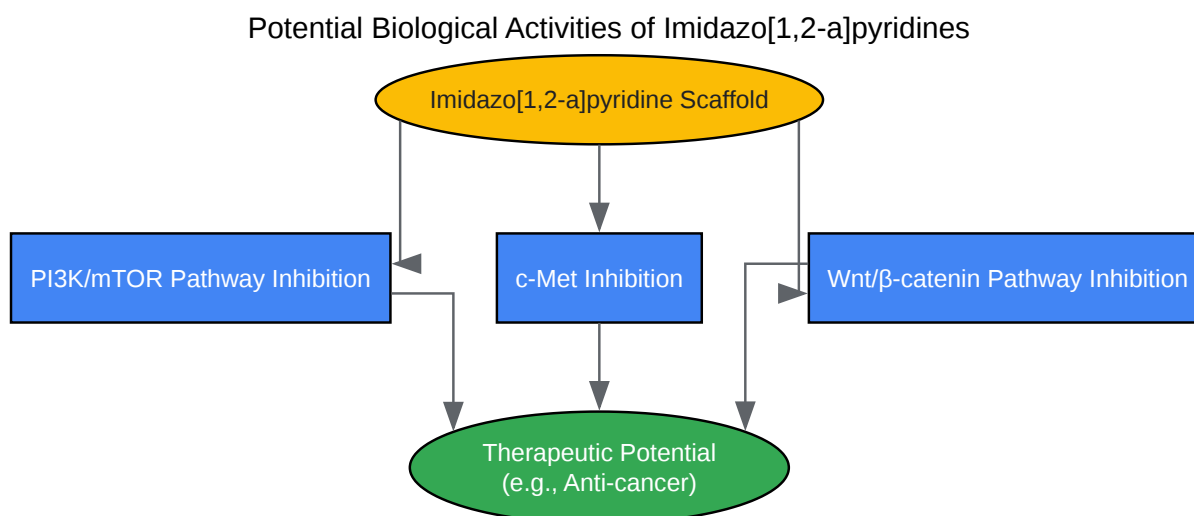 Potential Biological Activities of Imidazo[1,2-a]pyridines
Imidazo[1,2-a]pyridine Scaffold
PI3K/mTOR Pathway Inhibition
c-Met Inhibition
Wnt/β-catenin Pathway Inhibition
Therapeutic Potential
(e.g., Anti-cancer)